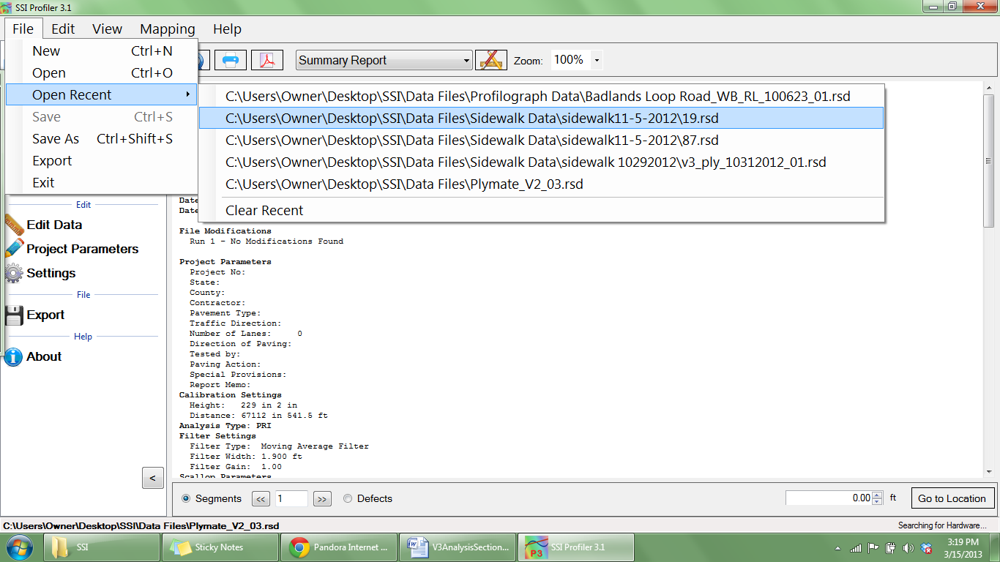 SSI Profiler 3.1
File Edit View Mapping Help
New Ctrl+N
Open Ctrl+O
Open Recent
Save Ctrl+S
Save As Ctrl+Shift+S
Export
Exit
Summary Report Zoom: 100%
C:\Users\Owner\Desktop\SSI\Data Files\Profilograph Data\Badlands Loop Road_WB_RL_100623_01.rsd
C:\Users\Owner\Desktop\SSI\Data Files\Sidewalk Data\sidewalk11-5-2012\19.rsd
C:\Users\Owner\Desktop\SSI\Data Files\Sidewalk Data\sidewalk11-5-2012\87.rsd
C:\Users\Owner\Desktop\SSI\Data Files\Sidewalk Data\sidewalk 10292012\v3_ply_10312012_01.rsd
C:\Users\Owner\Desktop\SSI\Data Files\Plymate_V2_03.rsd
Clear Recent
Edit
Edit Data
Project Parameters
Settings
File
Export
Help
About
<
Date
Date
File Modifications
Run 1 - No Modifications Found
Project Parameters
Project No:
State:
County:
Contractor:
Pavement Type:
Traffic Direction:
Number of Lanes: 0
Direction of Paving:
Tested by:
Paving Action:
Special Provisions:
Report Memo:
Calibration Settings
Height: 229 in 2 in
Distance: 67112 in 541.5 ft
Analysis Type: PRI
Filter Settings
Filter Type: Moving Average Filter
Filter Width: 1.900 ft
Filter Gain: 1.00
Scallop Parameters
Segments << 1 >> Defects 0.00 ft Go to Location
C:\Users\Owner\Desktop\SSI\Data Files\Plymate_V2_03.rsd Searching for Hardware...
SSI Sticky Notes Pandora Internet ... V3AnalysisSection... P3 SSI Profiler 3.1 3:19 PM
3/15/2013